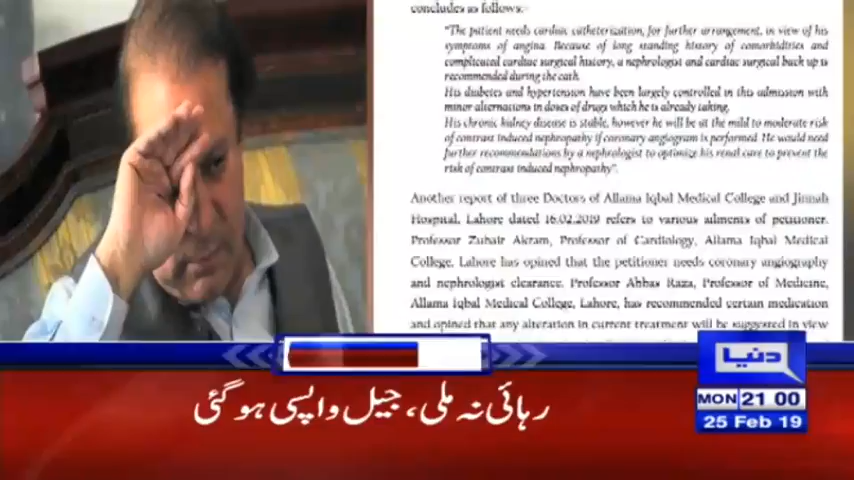 concludes as follows:
"The patient needs cardiac catheterization, for further arrangement, in view of his
symptoms of angina. Because of long standing history of comorbidities and
complicated cardiac surgical history, a nephrologist and cardiac surgical back up is
recommended during the cath.
His diabetes and hypertension have been largely controlled in this admission with
minor alternations in doses of drugs which he is already taking.
His chronic kidney disease is stable, however he will be at the mild to moderate risk
of contrast induced nephropathy if coronary angiogram is performed. He would need
further recommendations by a nephrologist to optimize his renal care to prevent the
risk of contrast induced nephropathy".
Another report of three Doctors of Allama Iqbal Medical College and Jinnah
Hospital, Lahore dated 16.02.2019 refers to various ailments of petitioner.
Professor Zubair Akram, Professor of Cardiology, Allama Iqbal Medical
College, Lahore has opined that the petitioner needs coronary angiography
and nephrologist clearance. Professor Abbas Raza, Professor of Medicine,
Allama Iqbal Medical College, Lahore, has recommended certain medication
and opined that any alteration in current treatment will be suggested in view
دنیا
MON 21 00
25 Feb 19
رہائی نہ ملی، جیل واپسی ہو گئی